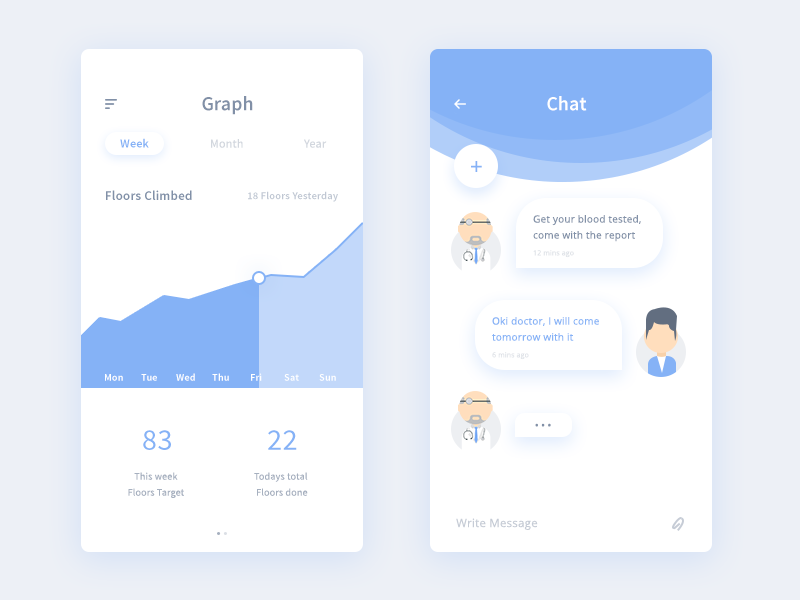 Graph
Week Month Year
Floors Climbed 18 Floors Yesterday
Mon Tue Wed Thu Fri Sat Sun
83 22
This week Todays total
Floors Target Floors done
Chat
Get your blood tested,
come with the report
12 mins ago
Oki doctor, I will come
tomorrow with it
6 mins ago
Write Message